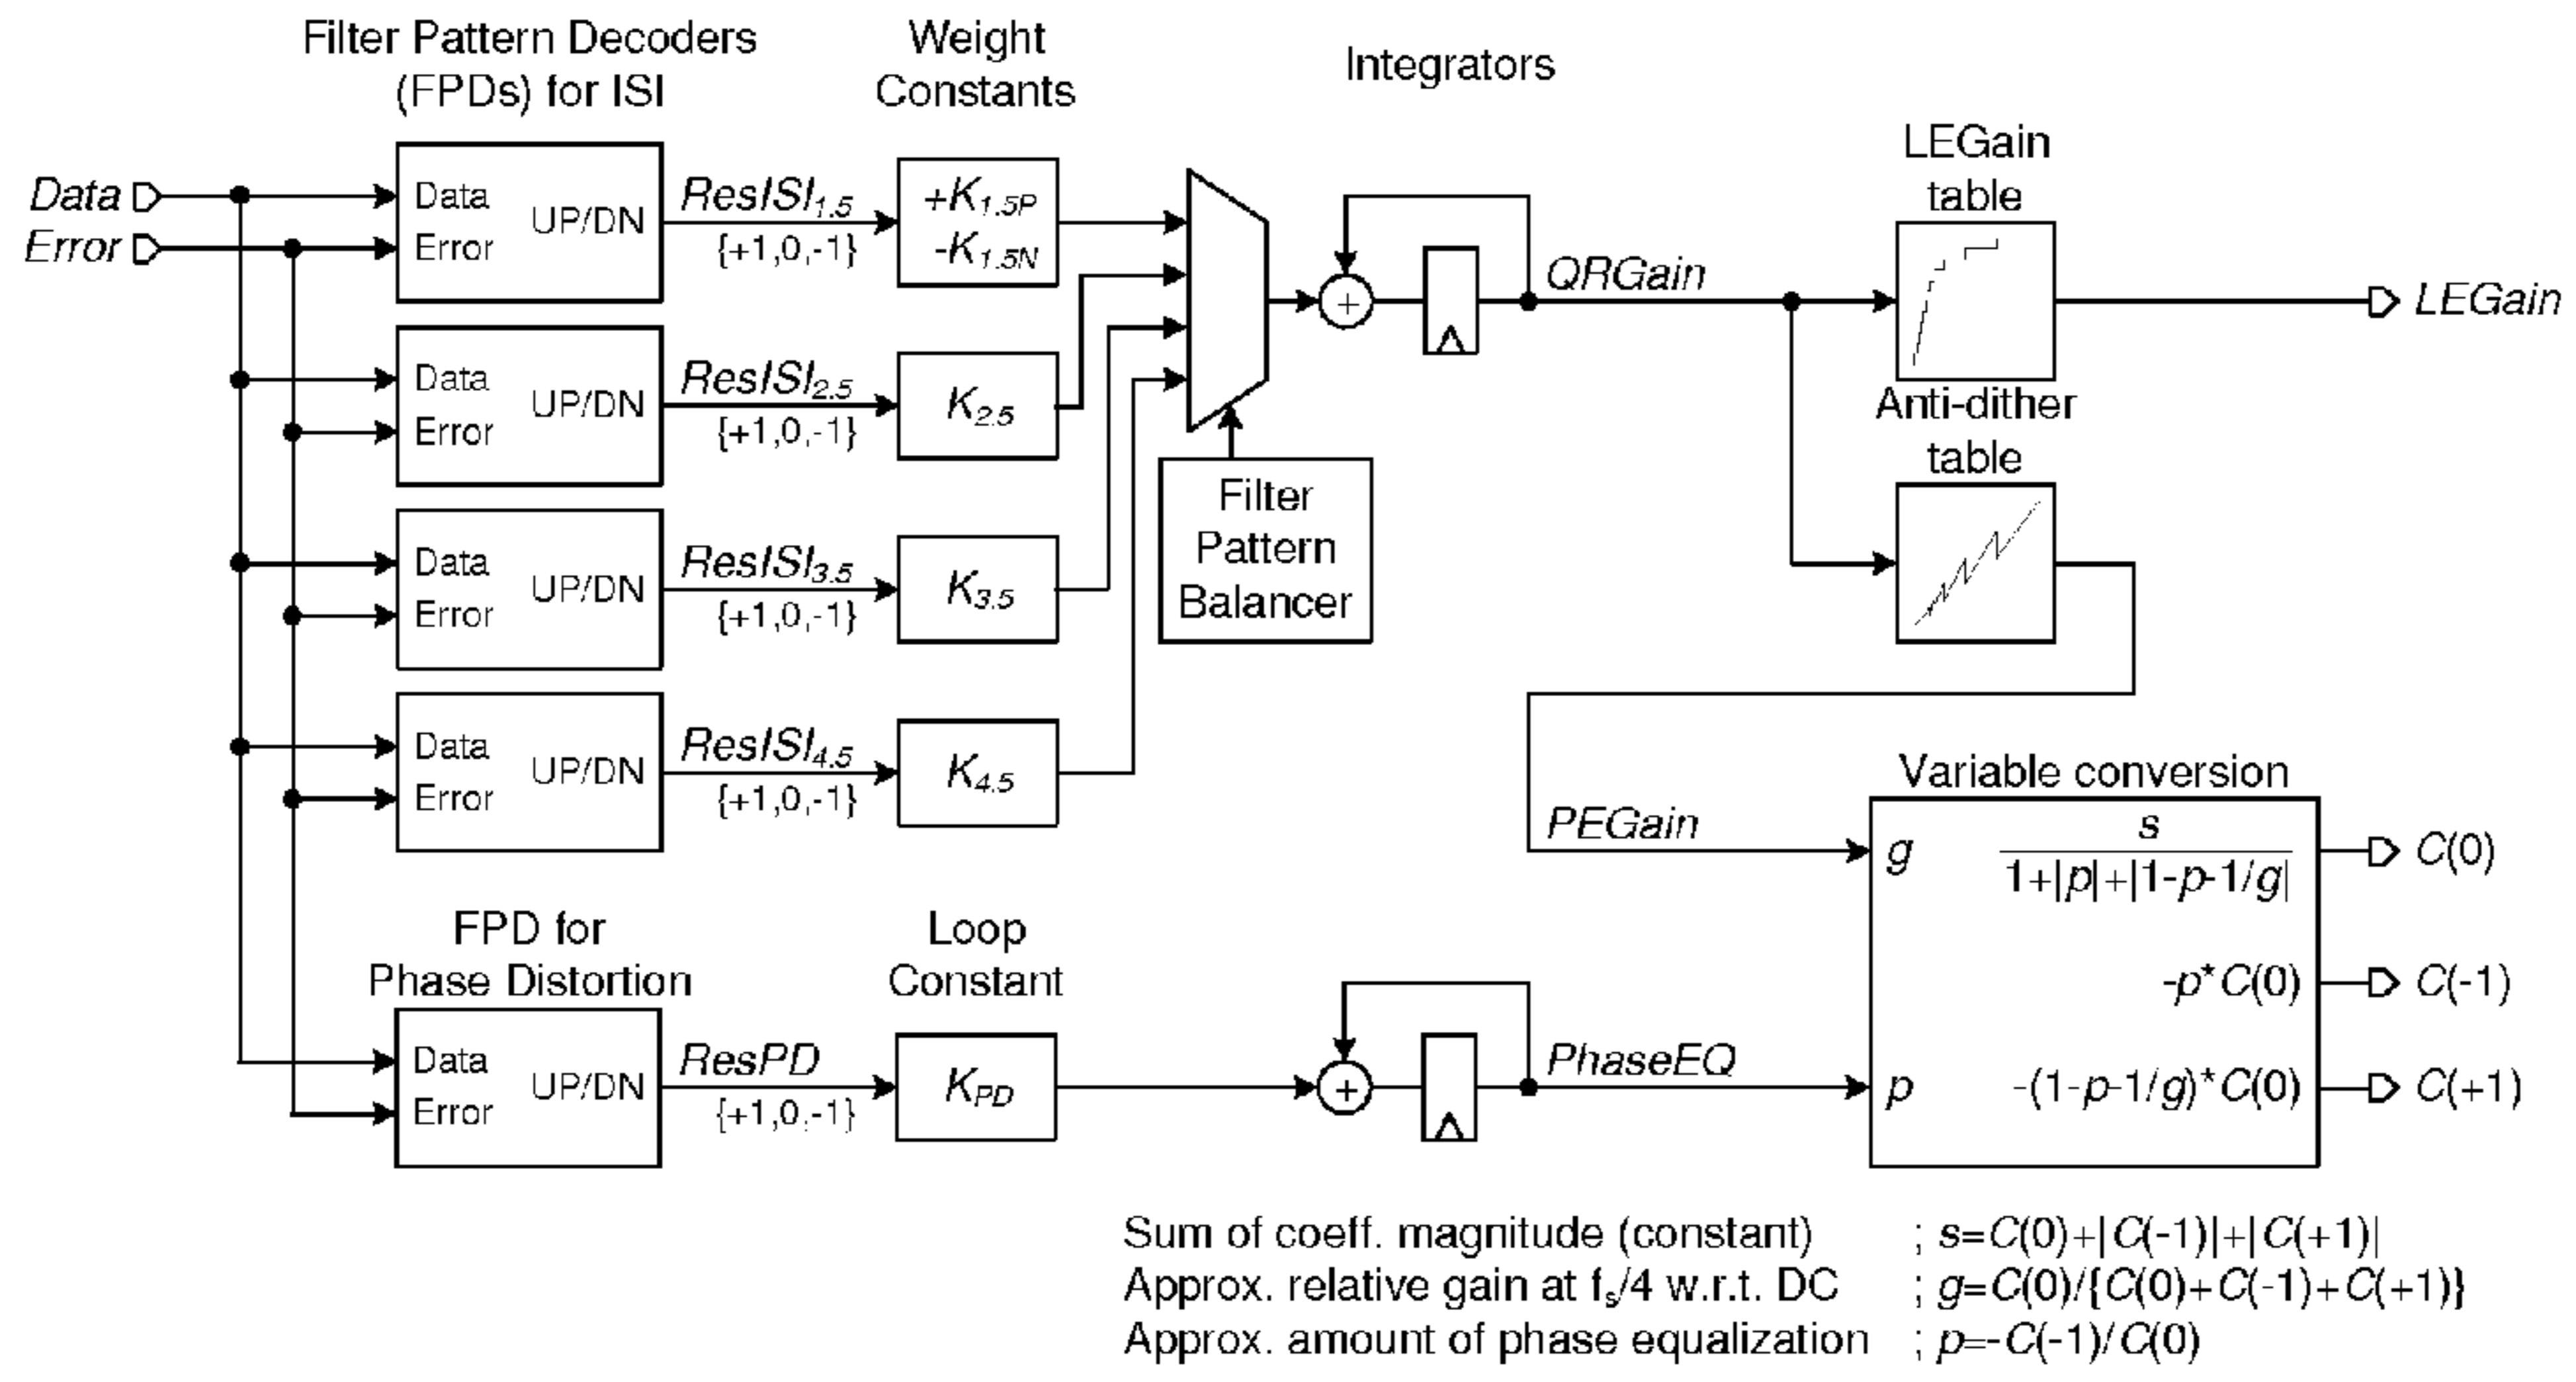 Filter Pattern Decoders
(FPDs) for ISI
Weight
Constants
Integrators
Data
Error
Data
Error
UP/DN
ResISI1.5
{+1,0,-1}
+K1.5P
-K1.5N
Data
Error
UP/DN
ResISI2.5
{+1,0,-1}
K2.5
Data
Error
UP/DN
ResISI3.5
{+1,0,-1}
K3.5
Data
Error
UP/DN
ResISI4.5
{+1,0,-1}
K4.5
Filter
Pattern
Balancer
QRGain
LEGain
table
LEGain
Anti-dither
table
FPD for
Phase Distortion
Data
Error
UP/DN
ResPD
{+1,0,-1}
Loop
Constant
KPD
PEGain
PhaseEQ
Variable conversion
g
s
1+|p|+|1-p-1/g|
C(0)
-p*C(0)
C(-1)
p
-(1-p-1/g)*C(0)
C(+1)
Sum of coeff. magnitude (constant) ; s=C(0)+|C(-1)|+|C(+1)|
Approx. relative gain at fs/4 w.r.t. DC ; g=C(0)/{C(0)+C(-1)+C(+1)}
Approx. amount of phase equalization ; p=-C(-1)/C(0)